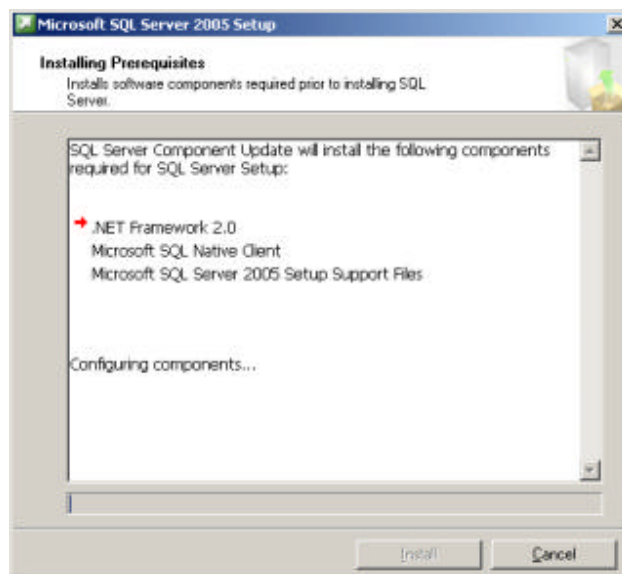 Microsoft SQL Server 2005 Setup
Installing Prerequisites
Installs software components required prior to installing SQL
Server.
SQL Server Component Update will install the following components
required for SQL Server Setup:
.NET Framework 2.0
Microsoft SQL Native Client
Microsoft SQL Server 2005 Setup Support Files
Configuring components...
Install
Cancel